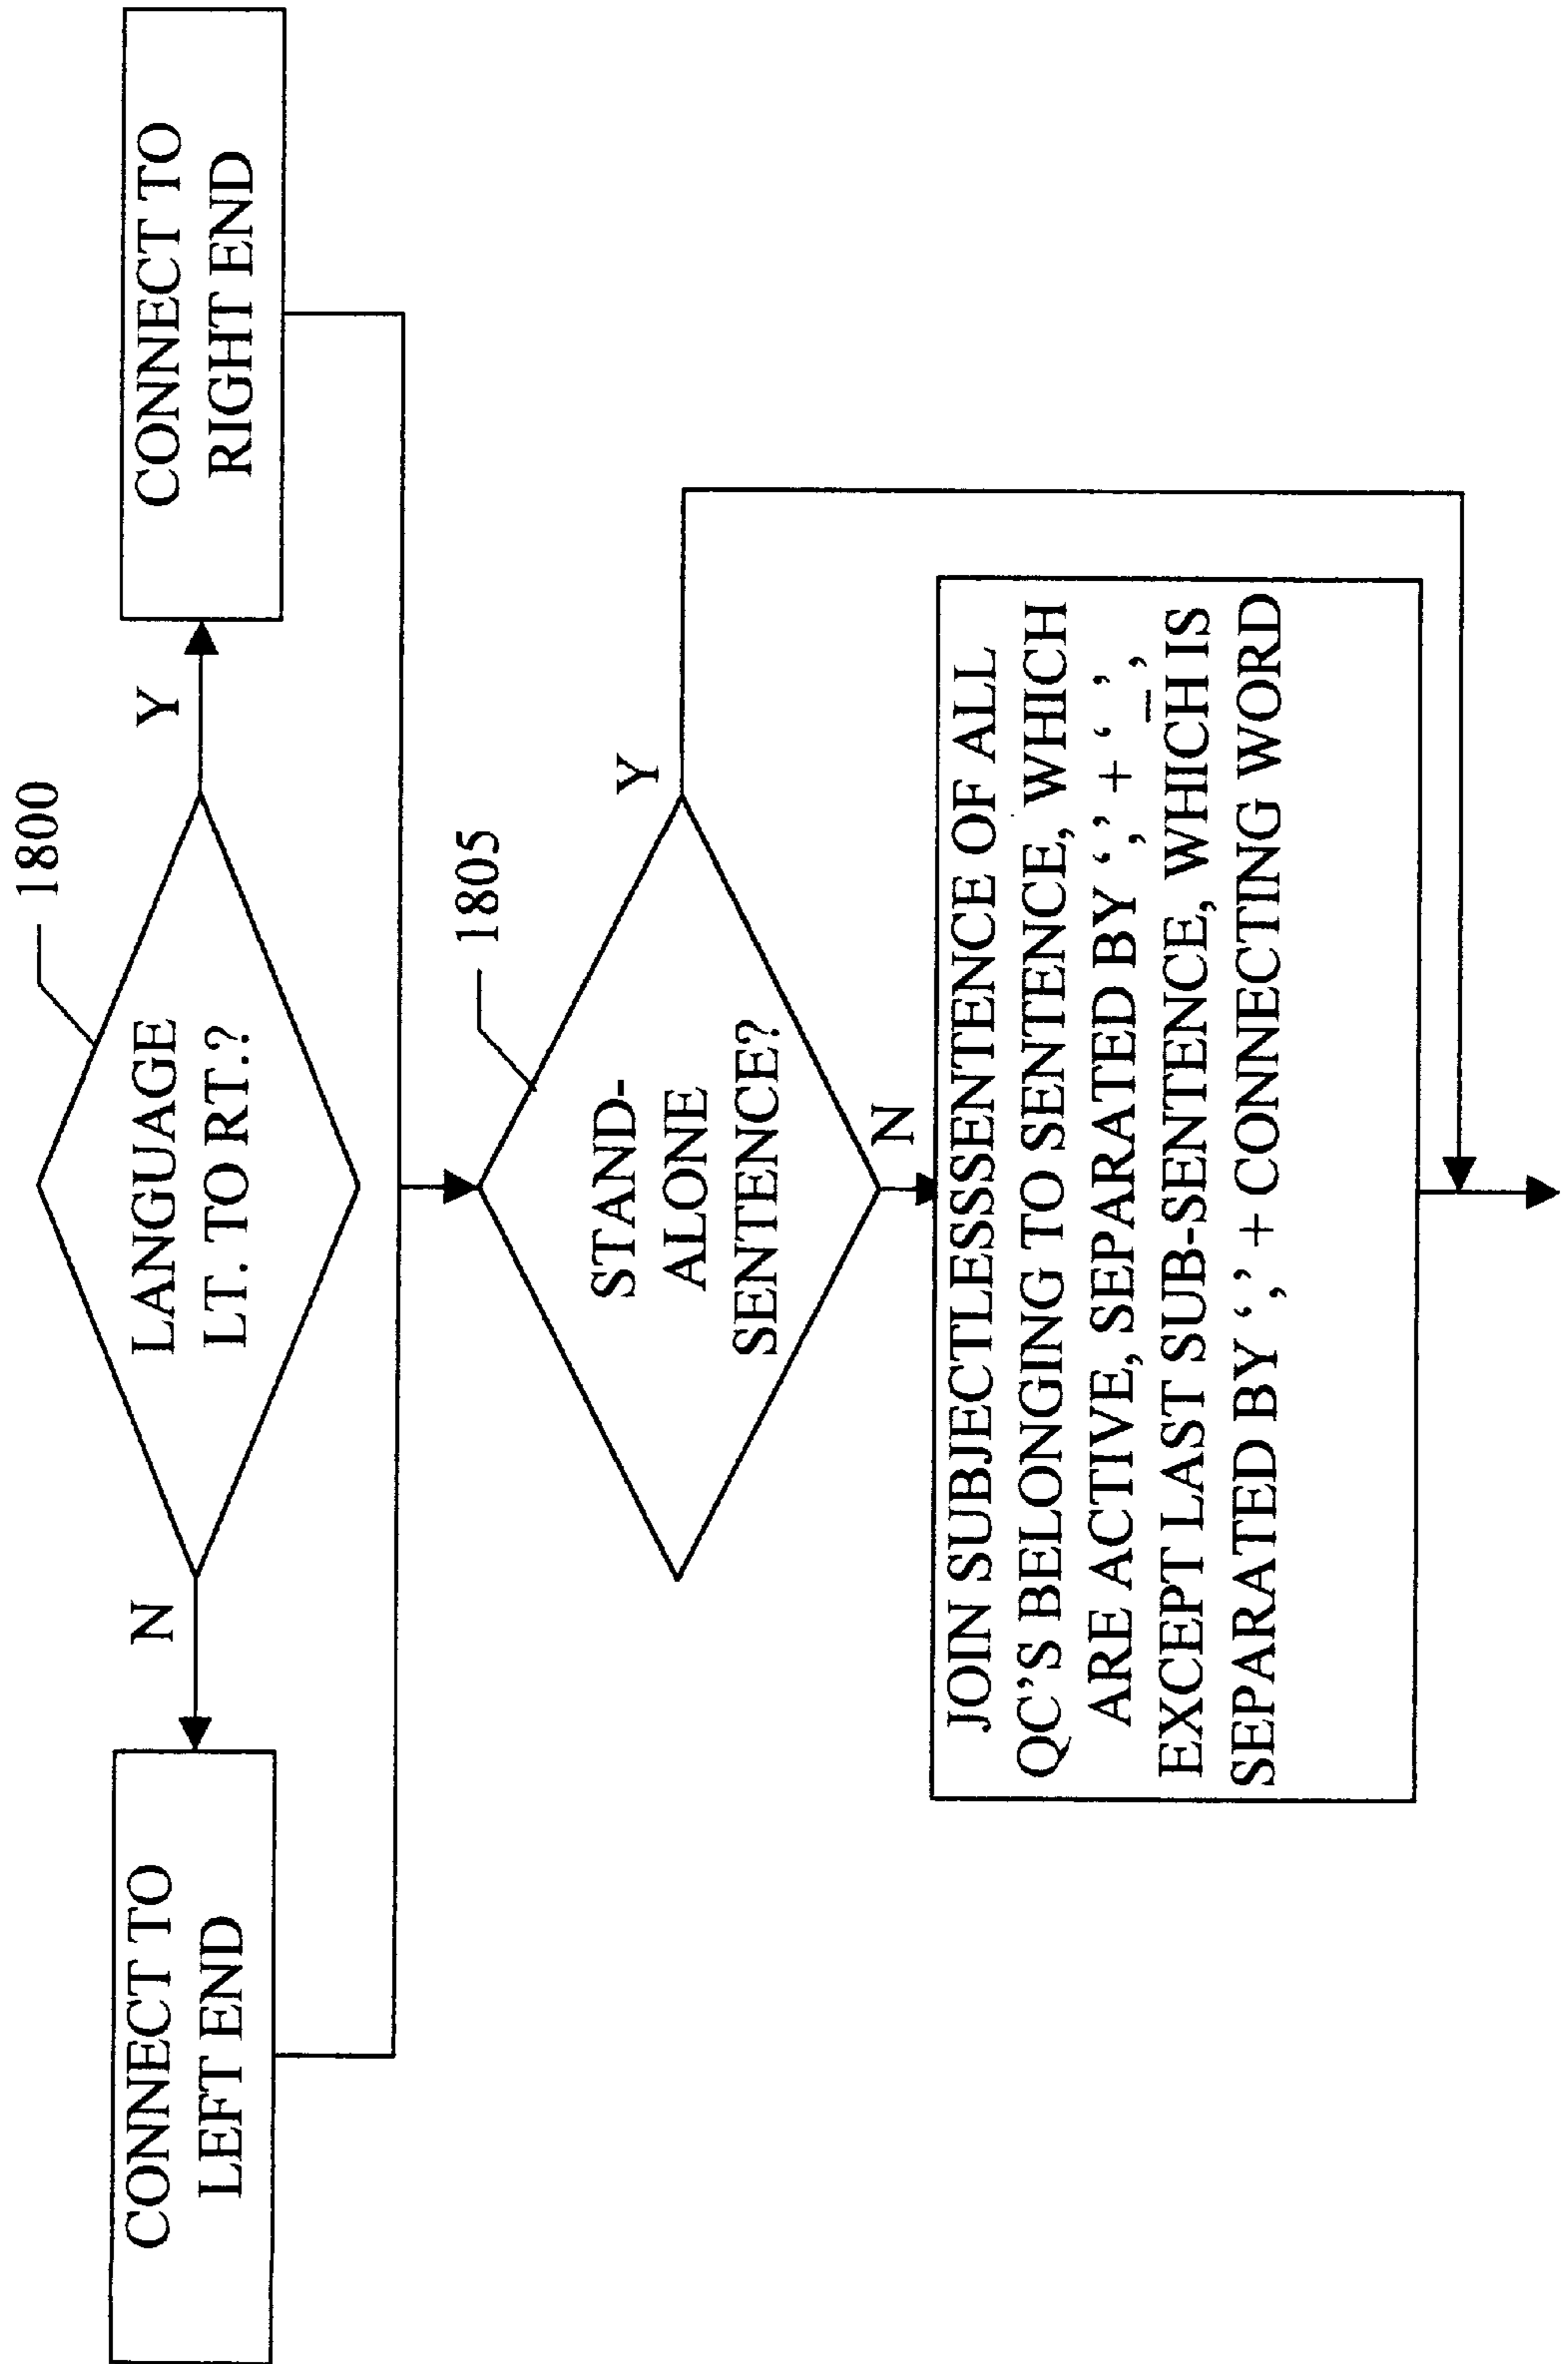 1800
LANGUAGE
LT. TO RT.?
N
Y
CONNECT TO
LEFT END
CONNECT TO
RIGHT END
1805
STAND-
ALONE
SENTENCE?
Y
N
JOIN SUBJECTLESSSENTENCE OF ALL
QC'S BELONGING TO SENTENCE, WHICH
ARE ACTIVE, SEPARATED BY ‘,’ + ‘_’,
EXCEPT LAST SUB-SENTENCE, WHICH IS
SEPARATED BY ‘,’ + CONNECTING WORD